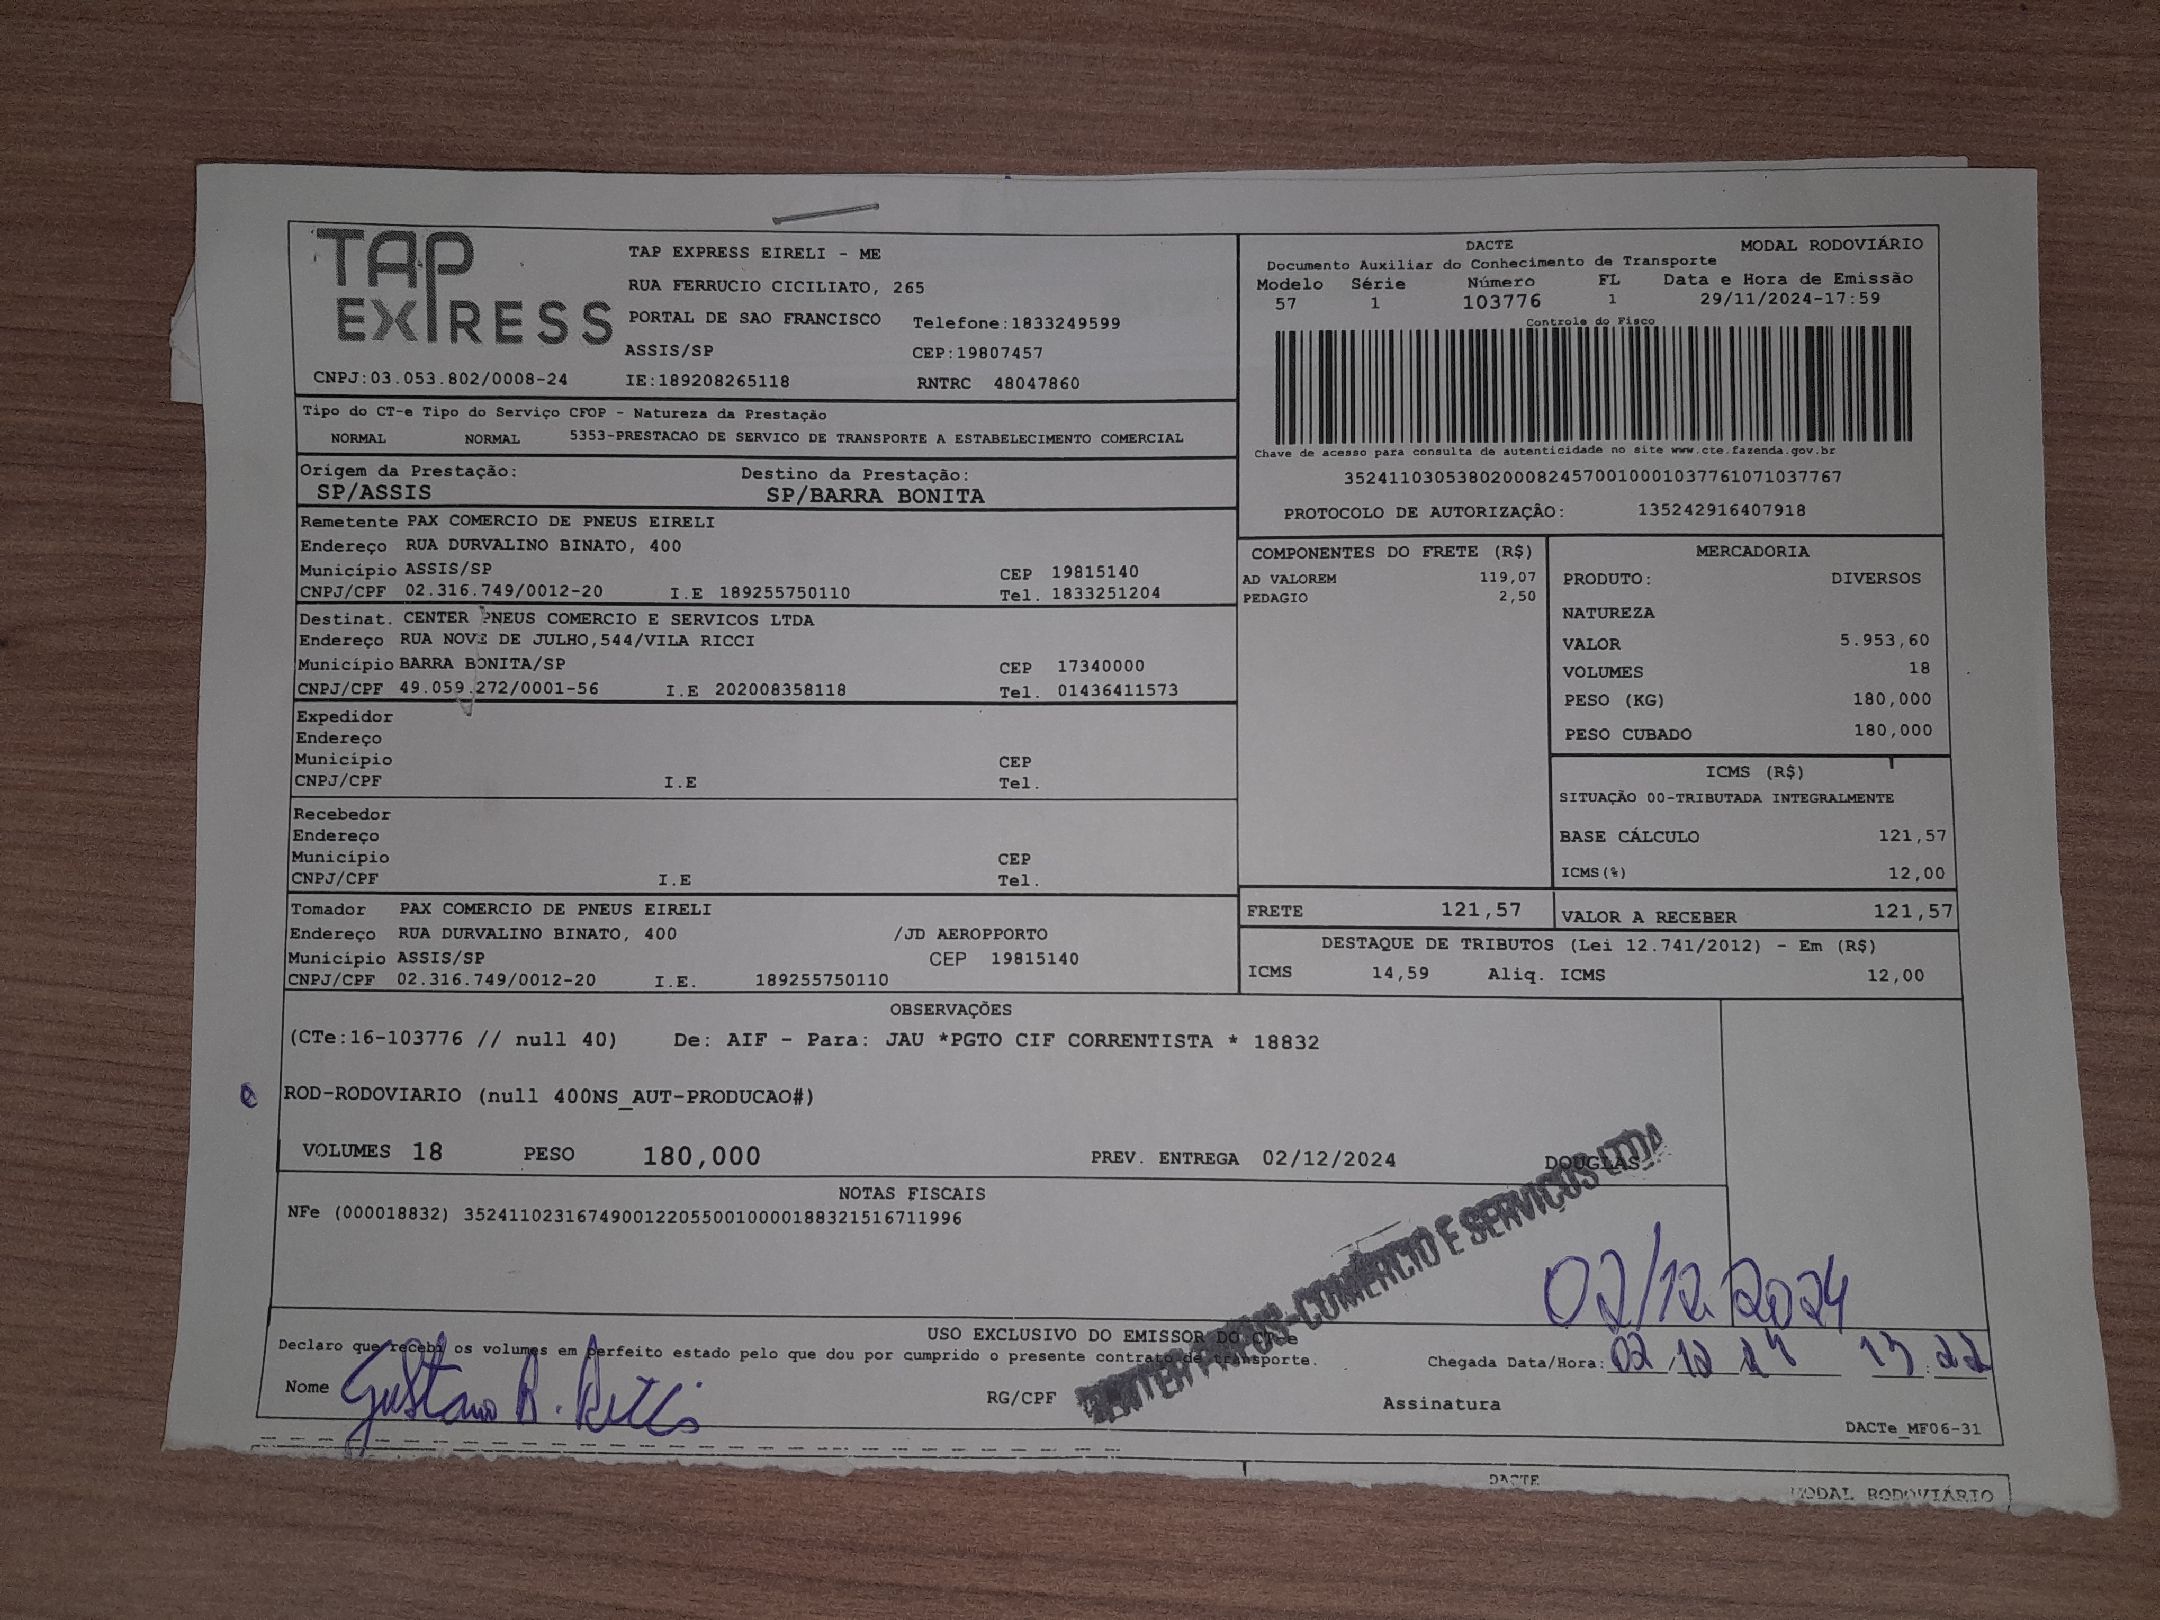 TAP
EXPRESS
TAP EXPRESS EIRELI - ME
RUA FERRUCIO CICILIATO, 265
PORTAL DE SAO FRANCISCO Telefone:1833249599
ASSIS/SP CEP:19807457
CNPJ:03.053.802/0008-24 IE:189208265118 RNTRC 48047860
DACTE MODAL RODOVIÁRIO
Documento Auxiliar do Conhecimento de Transporte
Modelo Série Número FL Data e Hora de Emissão
57 1 103776 1 29/11/2024-17:59
Controle do Fisco
Chave de acesso para consulta de autenticidade no site www.cte.fazenda.gov.br
35241103053802000824570010001037761071037767
PROTOCOLO DE AUTORIZAÇÃO: 135242916407918
Tipo do CT-e Tipo do Serviço CFOP - Natureza da Prestação
NORMAL NORMAL 5353-PRESTACAO DE SERVICO DE TRANSPORTE A ESTABELECIMENTO COMERCIAL
Origem da Prestação: Destino da Prestação:
SP/ASSIS SP/BARRA BONITA
Remetente PAX COMERCIO DE PNEUS EIRELI
Endereço RUA DURVALINO BINATO, 400
Município ASSIS/SP CEP 19815140
CNPJ/CPF 02.316.749/0012-20 I.E 189255750110 Tel. 1833251204
Destinat. CENTER PNEUS COMERCIO E SERVICOS LTDA
Endereço RUA NOVE DE JULHO,544/VILA RICCI
Município BARRA BONITA/SP CEP 17340000
CNPJ/CPF 49.059.272/0001-56 I.E 202008358118 Tel. 01436411573
Expedidor
Endereço
Município CEP
CNPJ/CPF I.E Tel.
Recebedor
Endereço
Município CEP
CNPJ/CPF I.E Tel.
Tomador PAX COMERCIO DE PNEUS EIRELI
Endereço RUA DURVALINO BINATO, 400 /JD AEROPPORTO
Município ASSIS/SP CEP 19815140
CNPJ/CPF 02.316.749/0012-20 I.E. 189255750110
COMPONENTES DO FRETE (R$)
AD VALOREM 119,07
PEDAGIO 2,50
MERCADORIA
PRODUTO: DIVERSOS
NATUREZA
VALOR 5.953,60
VOLUMES 18
PESO (KG) 180,000
PESO CUBADO 180,000
ICMS (R$)
SITUAÇÃO 00-TRIBUTADA INTEGRALMENTE
BASE CÁLCULO 121,57
ICMS(%) 12,00
FRETE 121,57 VALOR A RECEBER 121,57
DESTAQUE DE TRIBUTOS (Lei 12.741/2012) - Em (R$)
ICMS 14,59 Aliq. ICMS 12,00
OBSERVAÇÕES
(CTe:16-103776 // null 40) De: AIF - Para: JAU *PGTO CIF CORRENTISTA * 18832
ROD-RODOVIARIO (null 400NS_AUT-PRODUCAO#)
VOLUMES 18 PESO 180,000 PREV. ENTREGA 02/12/2024 DOUGLAS
NOTAS FISCAIS
NFe (000018832) 35241102316749001220550010000188321516711996
CENTER PNEUS-COMÉRCIO E SERVICOS LTDA
02/12/2024
USO EXCLUSIVO DO EMISSOR DO CT-e
Declaro que recebi os volumes em perfeito estado pelo que dou por cumprido o presente contrato de transporte.
Chegada Data/Hora: 02 12 24 13:22
Nome Gustavo R. RG/CPF Assinatura
DACTe_MF06-31
DACTE
MODAL RODOVIÁRIO